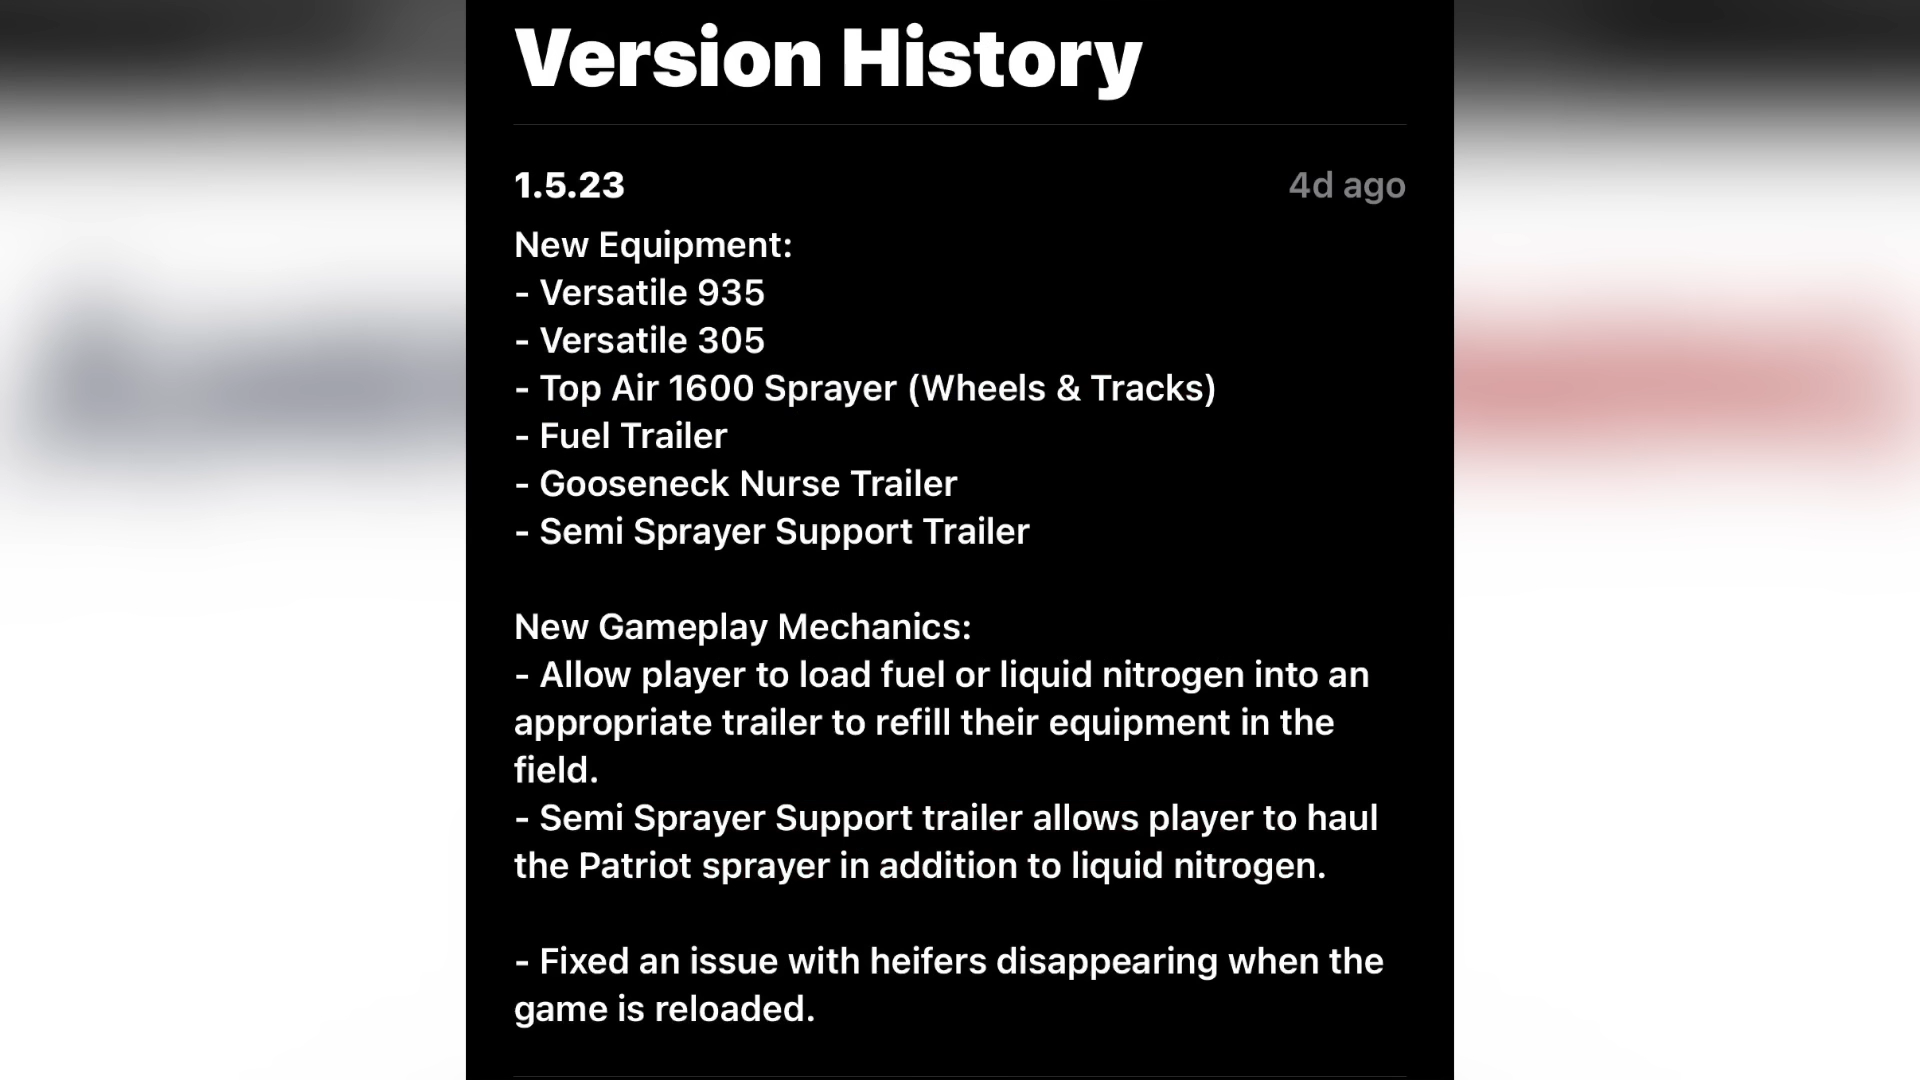 Version History
1.5.23
4d ago
New Equipment:
- Versatile 935
- Versatile 305
- Top Air 1600 Sprayer (Wheels & Tracks)
- Fuel Trailer
- Gooseneck Nurse Trailer
- Semi Sprayer Support Trailer
New Gameplay Mechanics:
- Allow player to load fuel or liquid nitrogen into an
appropriate trailer to refill their equipment in the
field.
- Semi Sprayer Support trailer allows player to haul
the Patriot sprayer in addition to liquid nitrogen.
- Fixed an issue with heifers disappearing when the
game is reloaded.